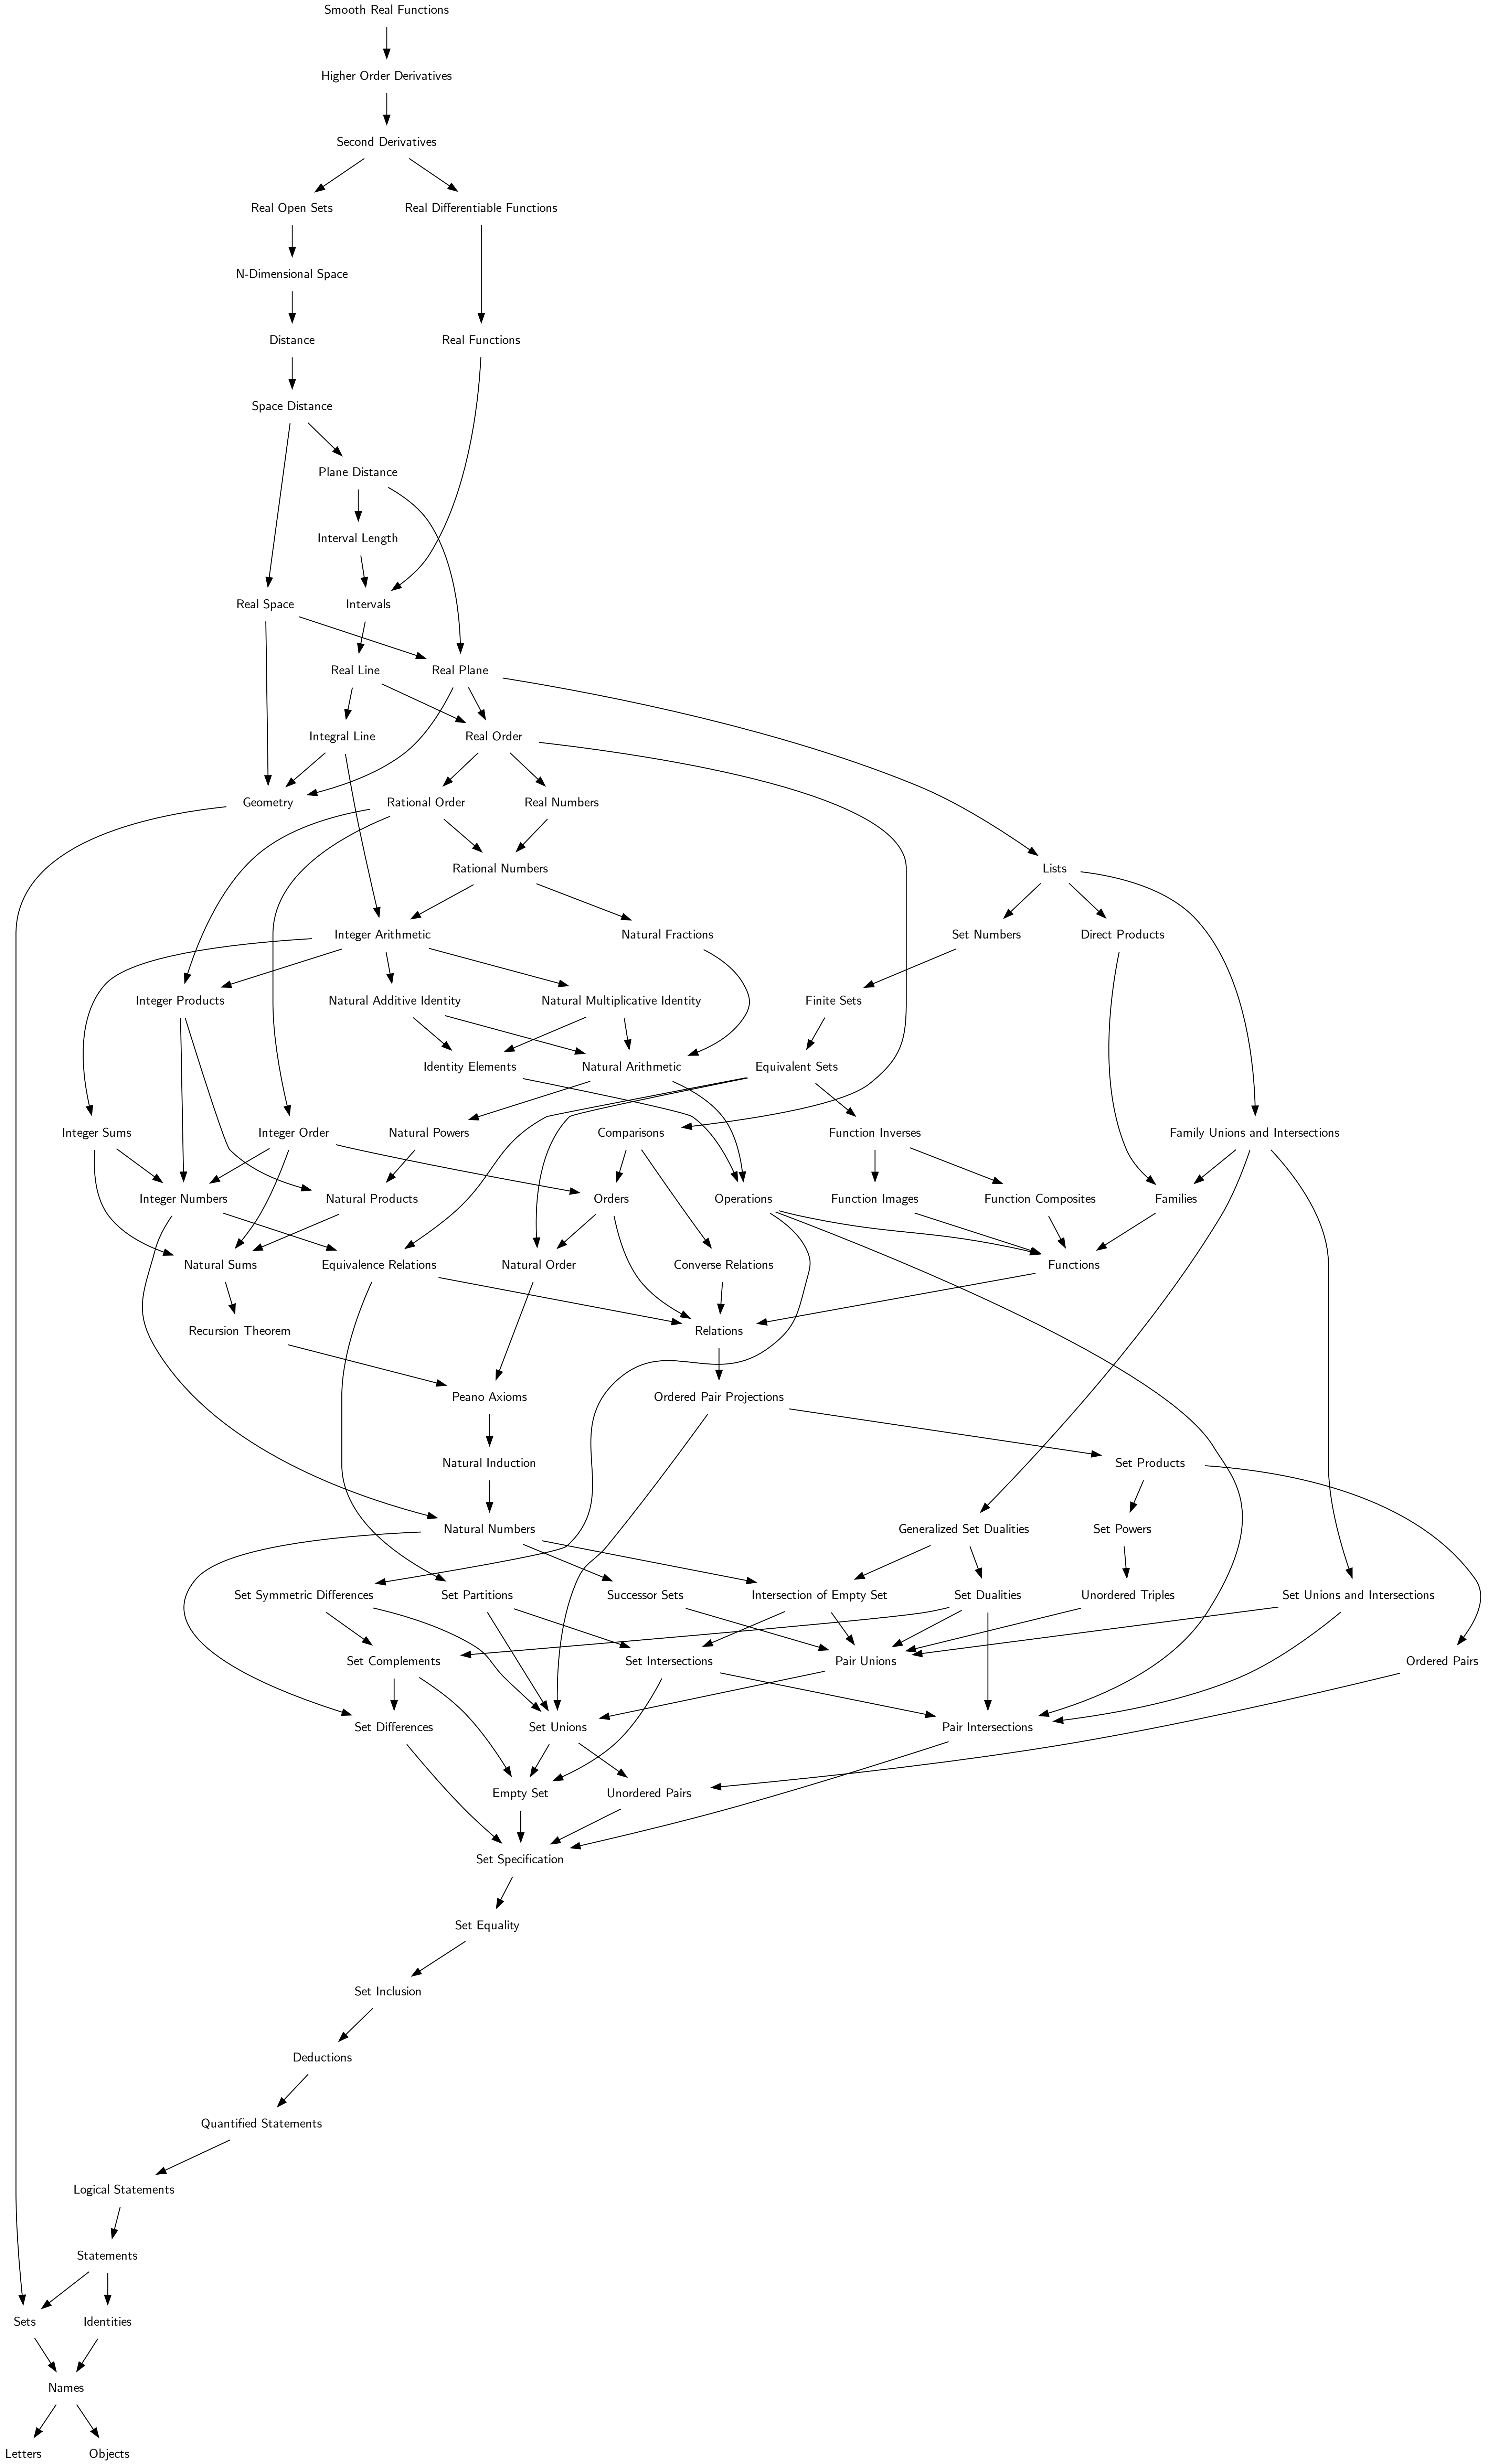 Smooth Real Functions
Higher Order Derivatives
Second Derivatives
Real Open Sets
Real Differentiable Functions
N-Dimensional Space
Distance
Real Functions
Space Distance
Plane Distance
Interval Length
Real Space
Intervals
Real Line
Real Plane
Integral Line
Real Order
Geometry
Rational Order
Real Numbers
Rational Numbers
Lists
Integer Arithmetic
Natural Fractions
Set Numbers
Direct Products
Integer Products
Natural Additive Identity
Natural Multiplicative Identity
Finite Sets
Identity Elements
Natural Arithmetic
Equivalent Sets
Integer Sums
Integer Order
Natural Powers
Comparisons
Function Inverses
Family Unions and Intersections
Integer Numbers
Natural Products
Orders
Operations
Function Images
Function Composites
Families
Natural Sums
Equivalence Relations
Natural Order
Converse Relations
Functions
Recursion Theorem
Relations
Peano Axioms
Ordered Pair Projections
Natural Induction
Set Products
Natural Numbers
Generalized Set Dualities
Set Powers
Set Symmetric Differences
Set Partitions
Successor Sets
Intersection of Empty Set
Set Dualities
Unordered Triples
Set Unions and Intersections
Set Complements
Set Intersections
Pair Unions
Ordered Pairs
Set Differences
Set Unions
Pair Intersections
Empty Set
Unordered Pairs
Set Specification
Set Equality
Set Inclusion
Deductions
Quantified Statements
Logical Statements
Statements
Sets
Identities
Names
Letters
Objects